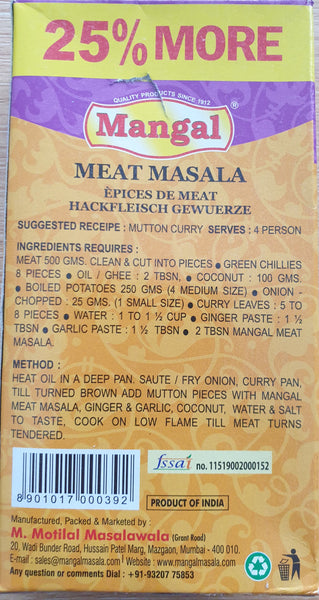 25% MORE
QUALITY PRODUCTS SINCE 1912
Mangal®
MEAT MASALA
ÈPICES DE MEAT
HACKFLEISCH GEWUERZE
SUGGESTED RECEIPE : MUTTON CURRY SERVES : 4 PERSON
INGREDIENTS REQUIRES :
MEAT 500 GMS. CLEAN & CUT INTO PIECES ● GREEN CHILLIES
8 PIECES ● OIL / GHEE : 2 TBSN, ● COCONUT : 100 GMS.
● BOILED POTATOES 250 GMS (4 MEDIUM SIZE) ● ONION -
CHOPPED : 25 GMS. (1 SMALL SIZE) ● CURRY LEAVES : 5 TO
8 PIECES ● WATER : 1 TO 1 ½ CUP ● GINGER PASTE : 1 ½
TBSN ● GARLIC PASTE : 1 ½ TBSN ● 2 TBSN MANGAL MEAT
MASALA.
METHOD :
HEAT OIL IN A DEEP PAN. SAUTE / FRY ONION, CURRY PAN,
TILL TURNED BROWN ADD MUTTON PIECES WITH MANGAL
MEAT MASALA, GINGER & GARLIC, COCONUT, WATER & SALT
TO TASTE, COOK ON LOW FLAME TILL MEAT TURNS
TENDERED.
fssai no. 11519002000152
8 901017 000392
PRODUCT OF INDIA
Manufactured, Packed & Marketed by :
M. Motilal Masalawala (Grant Road)
20, Wadi Bunder Road, Hussain Patel Marg, Mazgaon, Mumbai - 400 010.
E-mail : sales@mangalmasala.com | Website : www.mangalmasala.com
Any question or comments Dial : +91-93207 75853